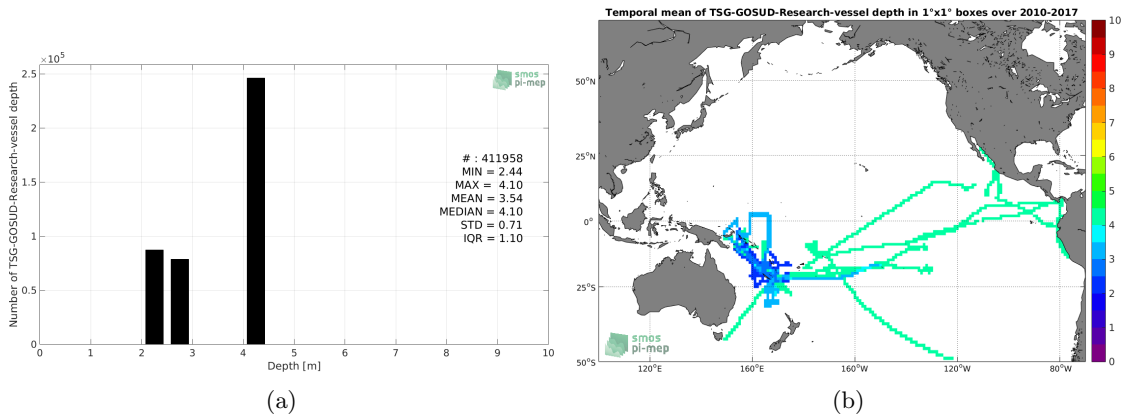 ×10⁵
2.5
2
1.5
1
0.5
0
0 1 2 3 4 5 6 7 8 9 10
Number of TSG-GOSUD-Research-vessel depth
Depth [m]
smos
pi-mep
# : 411958
MIN = 2.44
MAX = 4.10
MEAN = 3.54
MEDIAN = 4.10
STD = 0.71
IQR = 1.10
(a)
Temporal mean of TSG-GOSUD-Research-vessel depth in 1°x1° boxes over 2010-2017
50°N
25°N
0°
25°S
50°S
120°E 160°E 160°W 120°W 80°W
smos
pi-mep
10
9
8
7
6
5
4
3
2
1
0
(b)